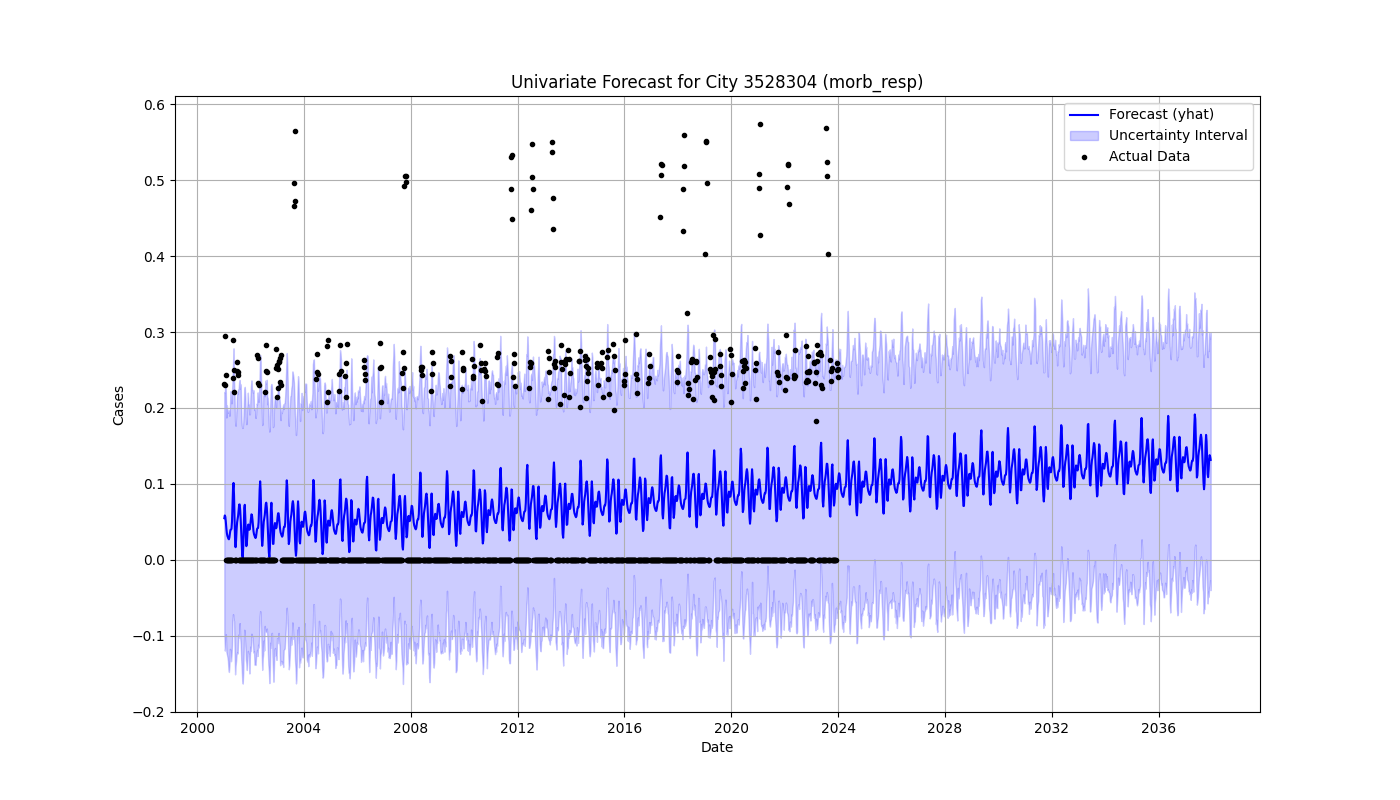 Univariate Forecast for City 3528304 (morb_resp)
Forecast (yhat)
Uncertainty Interval
Actual Data
Cases
0.6
0.5
0.4
0.3
0.2
0.1
0.0
−0.1
−0.2
2000 2004 2008 2012 2016 2020 2024 2028 2032 2036
Date